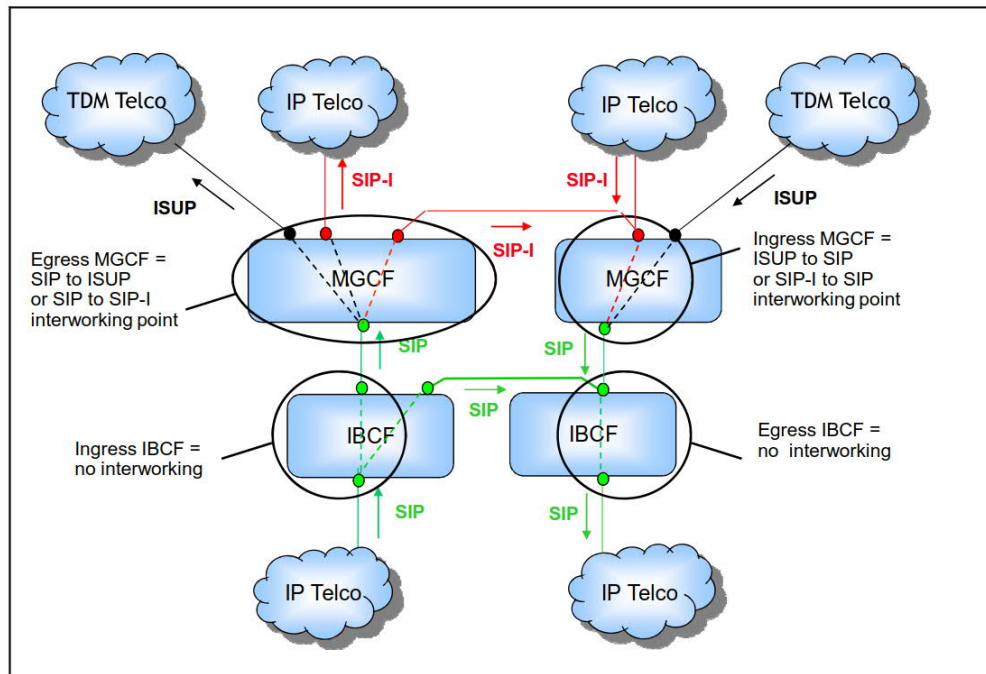 TDM Telco
IP Telco
IP Telco
TDM Telco
SIP-I
SIP-I
ISUP
ISUP
SIP-I
Egress MGCF =
SIP to ISUP
or SIP to SIP-I
interworking point
MGCF
MGCF
Ingress MGCF =
ISUP to SIP
or SIP-I to SIP
interworking point
SIP
SIP
SIP
Ingress IBCF =
no interworking
IBCF
IBCF
Egress IBCF =
no interworking
SIP
SIP
IP Telco
IP Telco